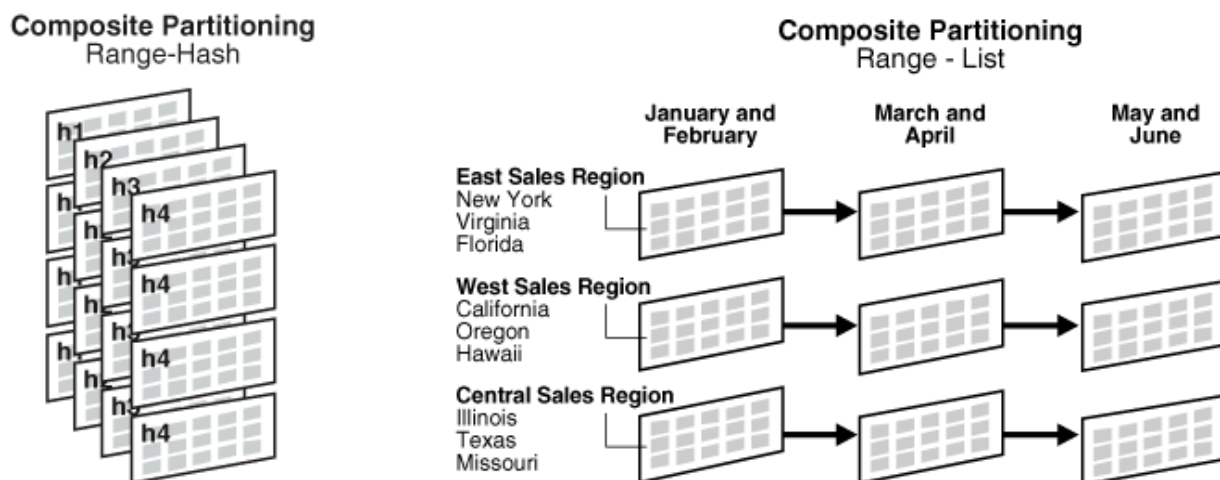 Composite Partitioning
Range-Hash
h1
h2
h3
h4
h4
h4
h4
Composite Partitioning
Range - List
January and
February
March and
April
May and
June
East Sales Region
New York
Virginia
Florida
West Sales Region
California
Oregon
Hawaii
Central Sales Region
Illinois
Texas
Missouri